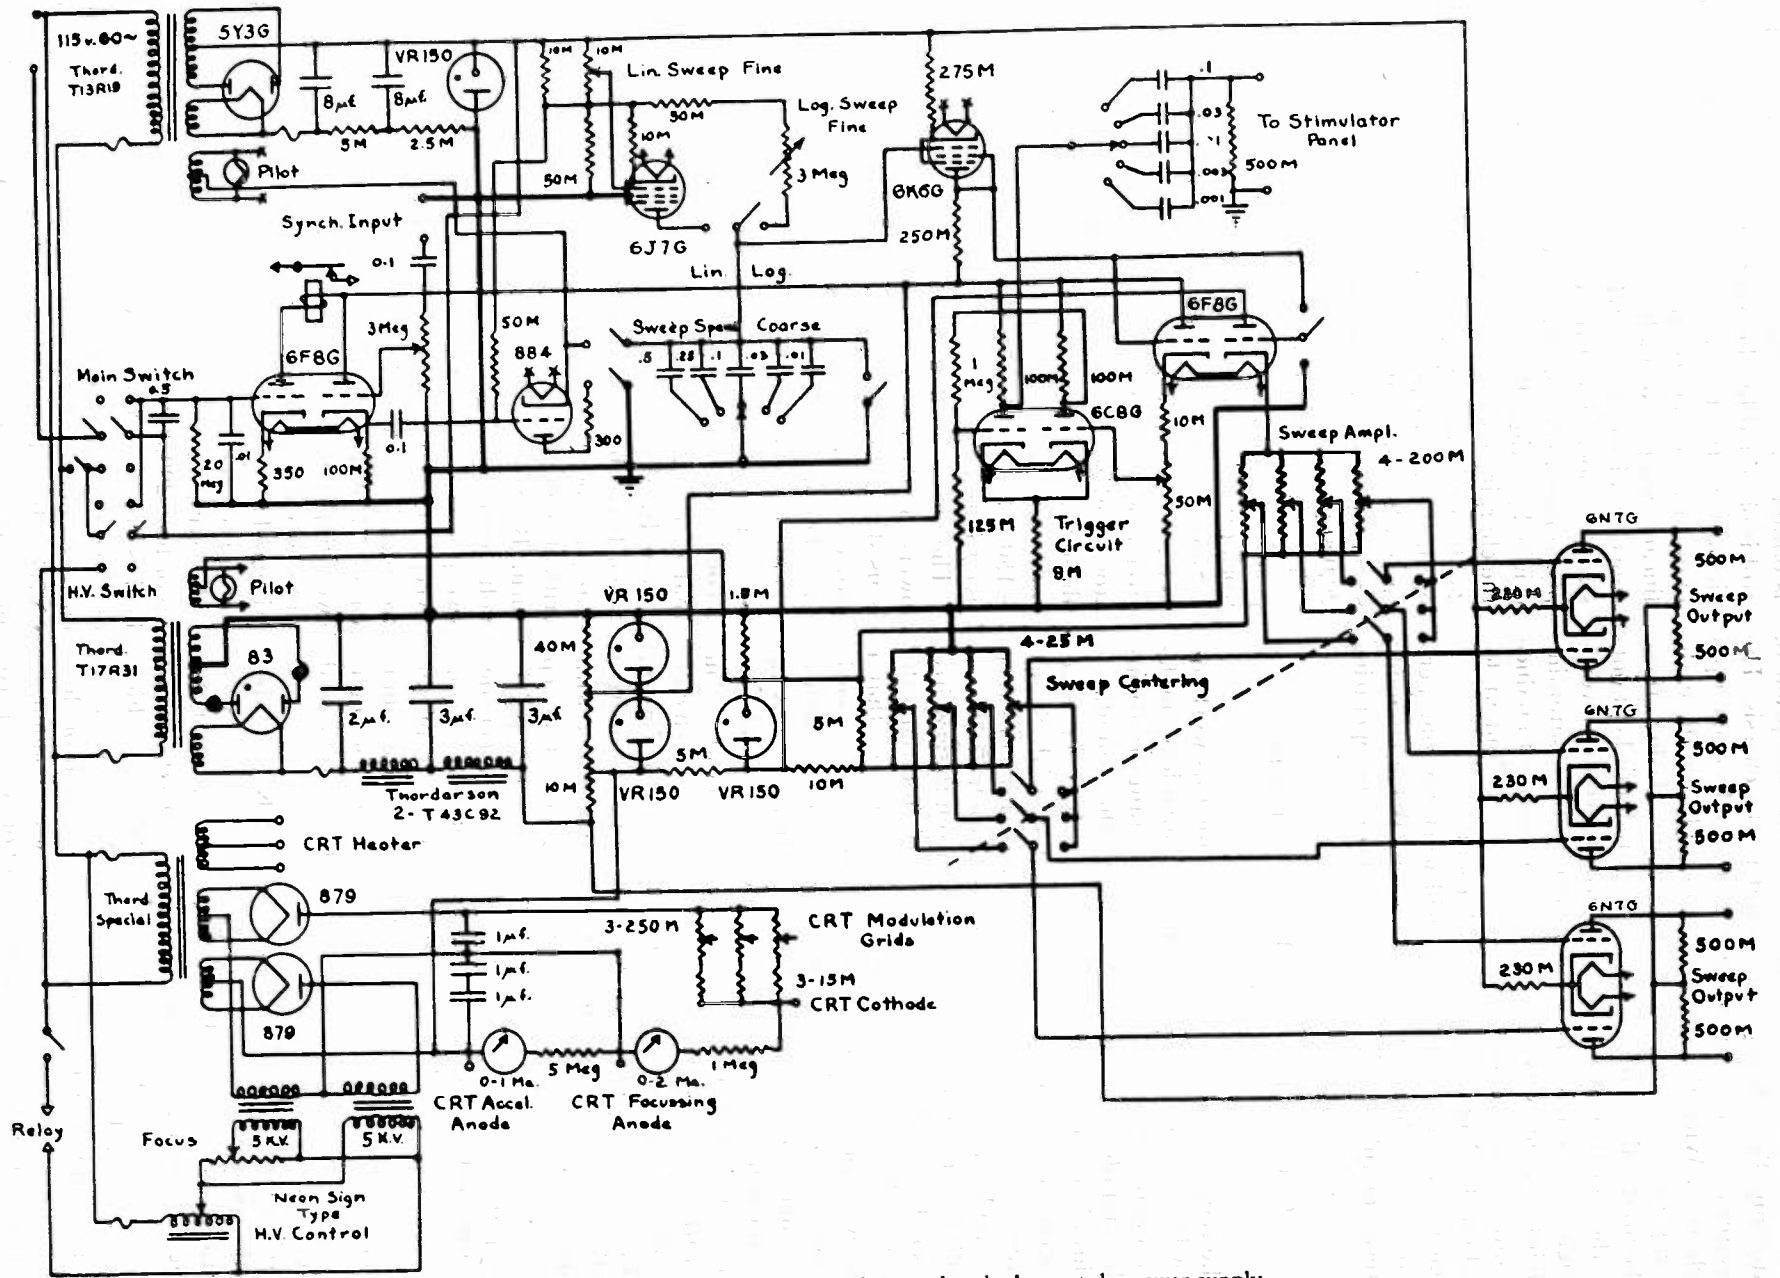 115 v. 60~
5Y3G
VR150
10M
10M
Lin. Sweep Fine
275 M
.1
Thord.
T13R19
8µf.
8µf.
50M
Log. Sweep
Fine
.03
To Stimulator
Panel
10M
5M
2.5M
.01
Pilot
50M
3 Meg
6K6G
.003
500M
.001
Synch. Input
6J7G
250M
0.1
Lin.
Log.
6F8G
3 Meg
50M
Sweep
Coarse
884
.5
.25
.1
.03
.01
6F8G
1
Meg
100M
100M
Main Switch
0.5
6C8G
10M
Sweep Ampl.
0.1
300
4-200M
20
Meg
.01
350
100M
50M
125M
Trigger
Circuit
9M
6N7G
500M
H.V. Switch
Pilot
VR150
1.5M
230M
Sweep
Output
Thord.
T17R31
83
40M
4-25M
500M
Sweep Centering
2µf.
3µf.
3µf.
5M
6N7G
5M
500M
10M
VR150
VR150
10M
Thordarson
2-T43C92
230M
Sweep
Output
500M
CRT Heater
Thord
Special
879
6N7G
3-250M
CRT Modulation
Grids
1µf.
500M
1µf.
1µf.
3-15M
CRT Cathode
230M
Sweep
Output
879
500M
0-1 Ma.
5 Meg
0-2 Ma.
1 Meg
CRT Accel.
Anode
CRT Focussing
Anode
Relay
Focus
5 K.V.
5 K.V.
Neon Sign
Type
H.V. Control